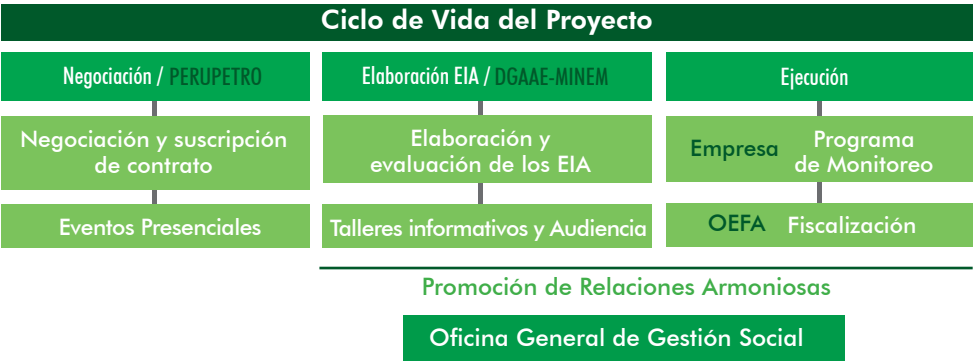 Ciclo de Vida del Proyecto
Negociación / PERUPETRO
Negociación y suscripción
de contrato
Eventos Presenciales
Elaboración EIA / DGAAE-MINEM
Elaboración y
evaluación de los EIA
Talleres informativos y Audiencia
Ejecución
Empresa
Programa
de Monitoreo
OEFA Fiscalización
Promoción de Relaciones Armoniosas
Oficina General de Gestión Social